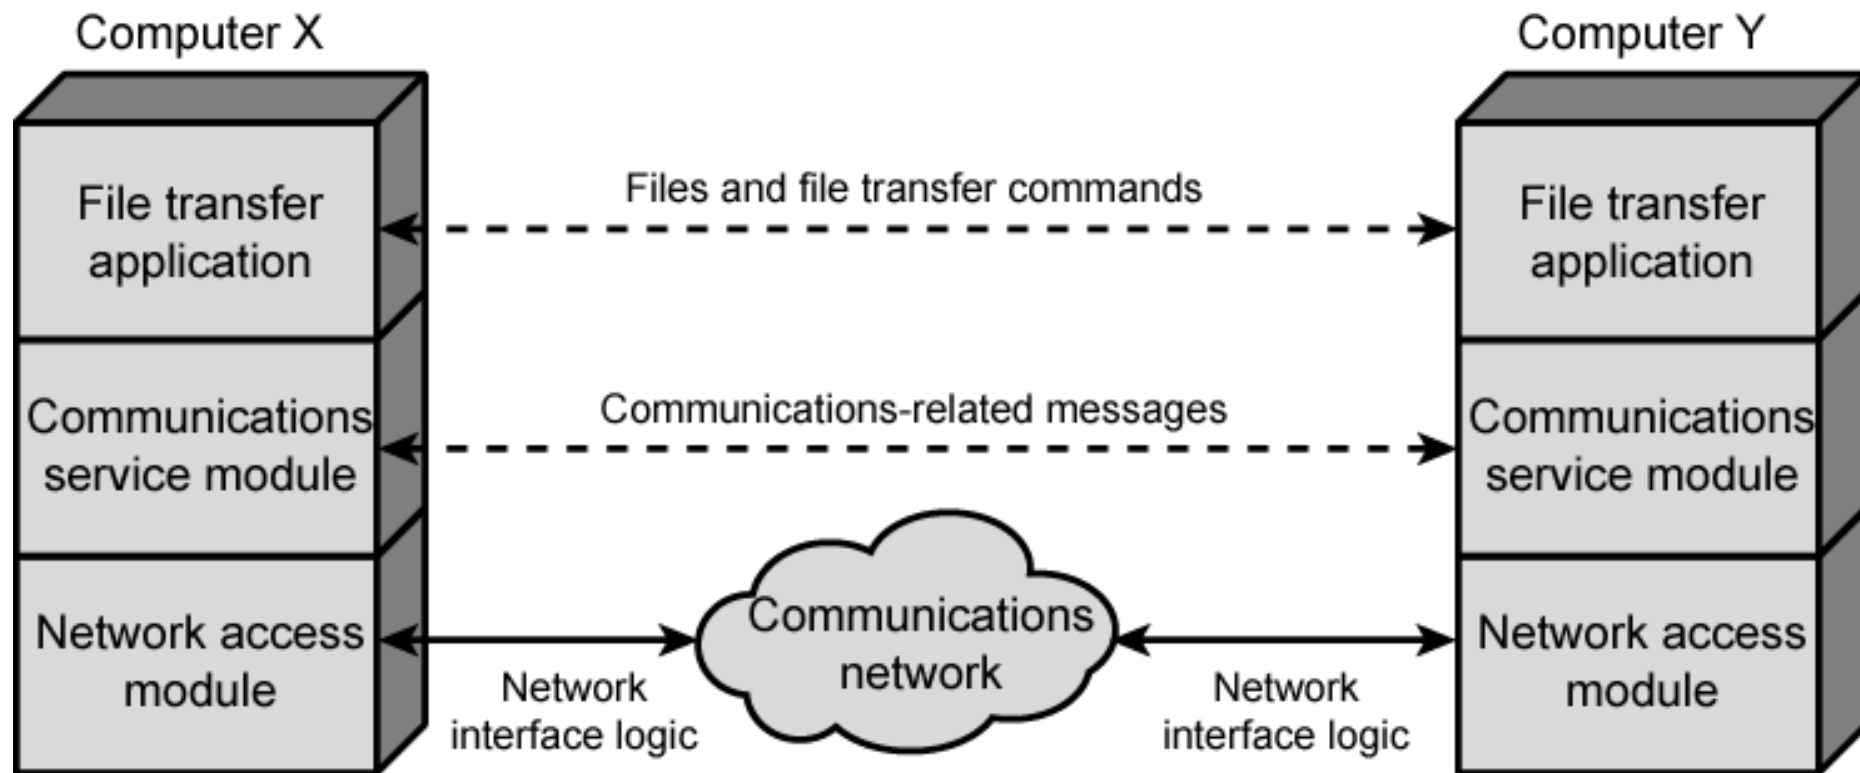 Computer X
Computer Y
File transfer
application
Files and file transfer commands
File transfer
application
Communications
service module
Communications-related messages
Communications
service module
Network access
module
Network
interface logic
Communications
network
Network
interface logic
Network access
module